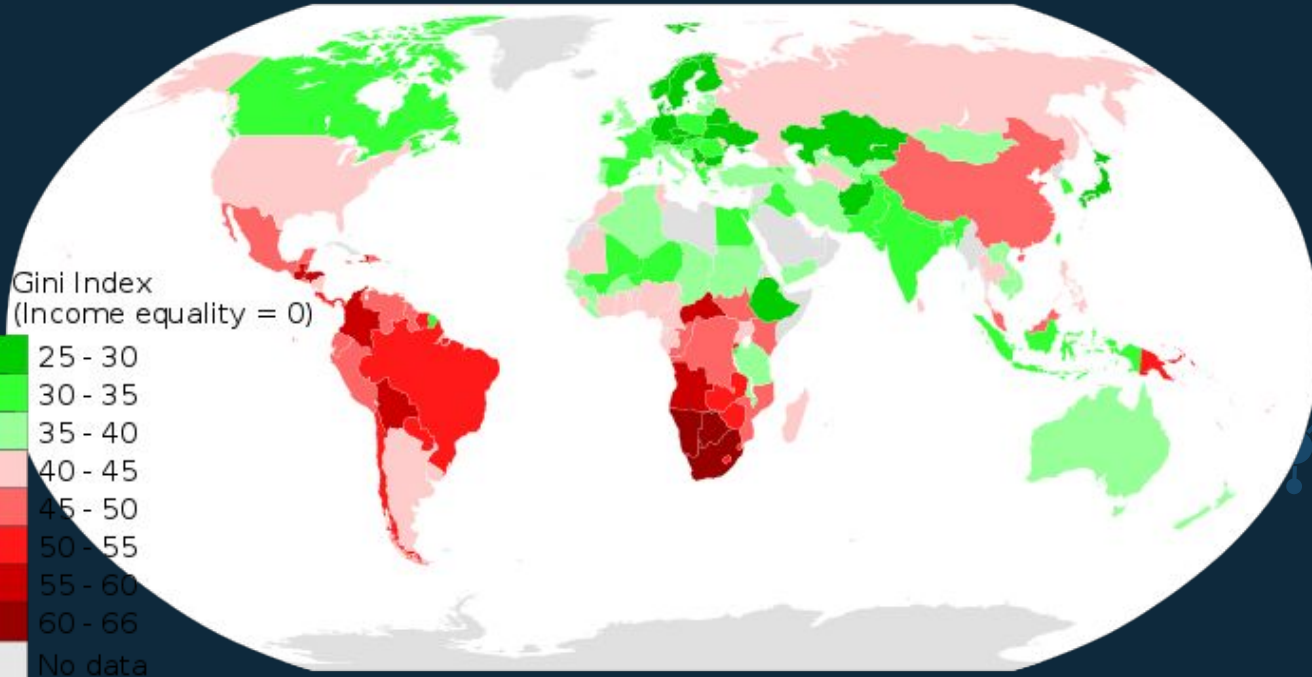 Gini Index
(Income equality = 0)
25 - 30
30 - 35
35 - 40
40 - 45
45 - 50
50 - 55
55 - 60
60 - 66
No data